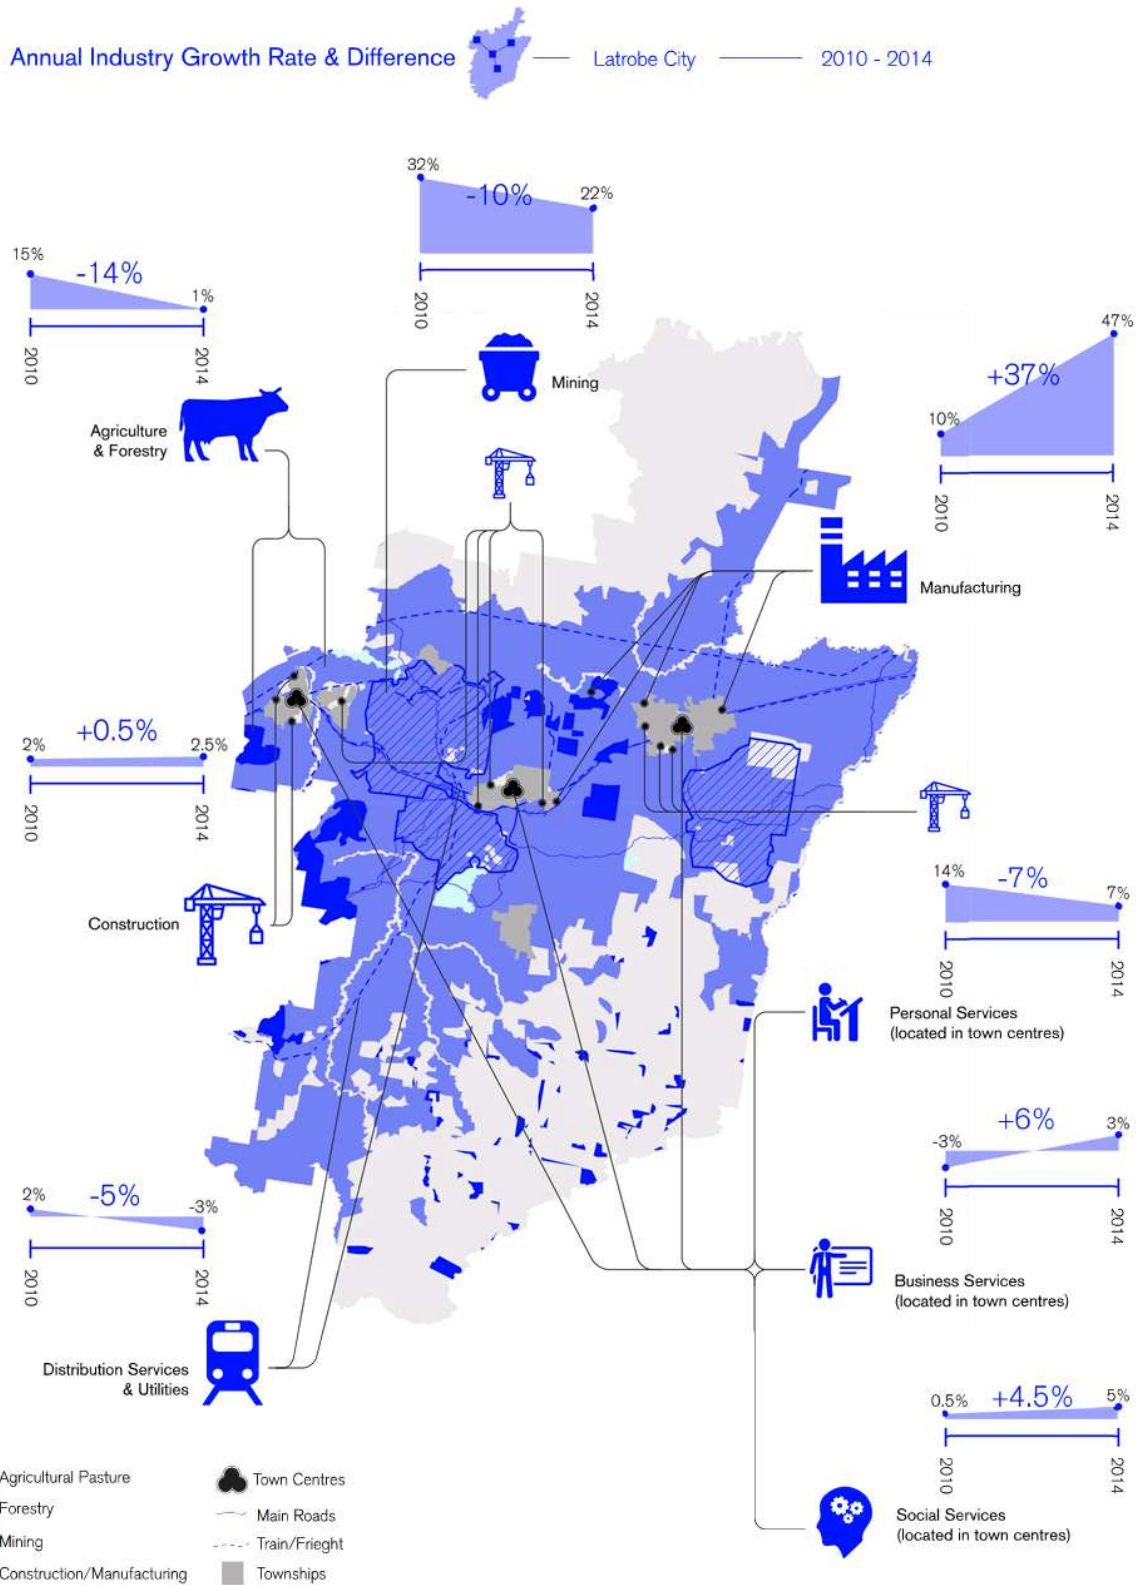 Annual Industry Growth Rate & Difference
Latrobe City
2010 - 2014
32%
-10%
22%
2010
2014
15%
-14%
1%
2010
2014
47%
+37%
10%
2010
2014
Mining
Agriculture
& Forestry
Manufacturing
2%
+0.5%
2.5%
2010
2014
Construction
14%
-7%
7%
2010
2014
Personal Services
(located in town centres)
-3%
+6%
3%
2010
2014
2%
-5%
-3%
2010
2014
Business Services
(located in town centres)
Distribution Services
& Utilities
0.5%
+4.5%
5%
2010
2014
Social Services
(located in town centres)
Agricultural Pasture
Forestry
Mining
Construction/Manufacturing
Town Centres
Main Roads
Train/Frieght
Townships